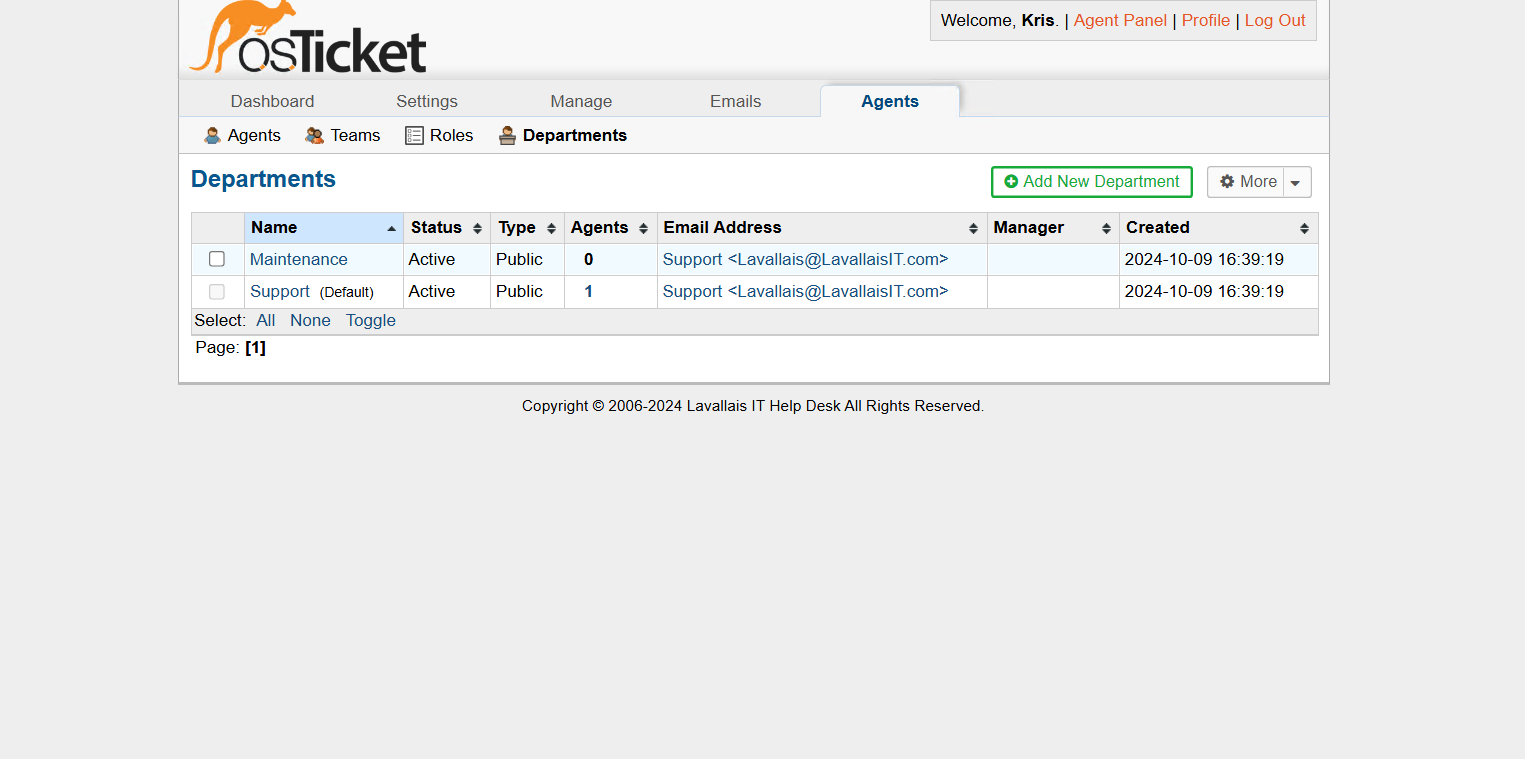 Welcome, Kris. | Agent Panel | Profile | Log Out
osTicket
Dashboard Settings Manage Emails Agents
Agents Teams Roles Departments
Departments Add New Department More
Name Status Type Agents Email Address Manager Created
Maintenance Active Public 0 Support <Lavallais@LavallaisIT.com> 2024-10-09 16:39:19
Support (Default) Active Public 1 Support <Lavallais@LavallaisIT.com> 2024-10-09 16:39:19
Select: All None Toggle
Page: [1]
Copyright © 2006-2024 Lavallais IT Help Desk All Rights Reserved.